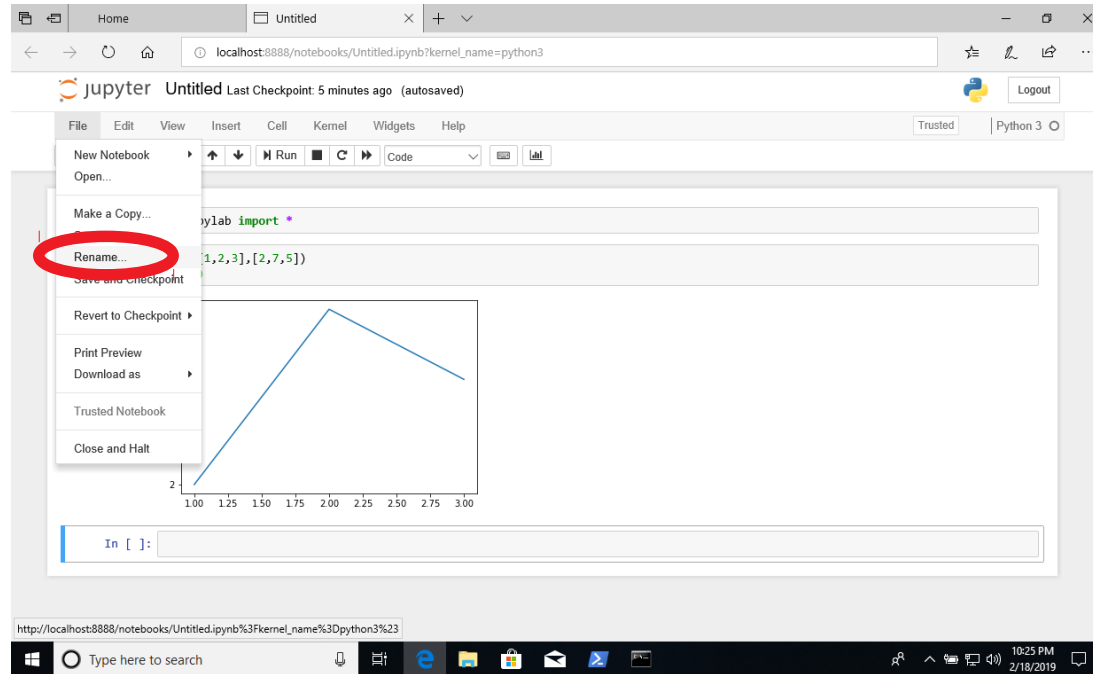 Home Untitled
localhost:8888/notebooks/Untitled.ipynb?kernel_name=python3
jupyter Untitled Last Checkpoint: 5 minutes ago (autosaved)
Logout
File Edit View Insert Cell Kernel Widgets Help
Trusted Python 3
New Notebook
Run
Code
Open...
Make a Copy...
pylab import *
Rename...
[1,2,3],[2,7,5])
Save and Checkpoint
Revert to Checkpoint
Print Preview
Download as
Trusted Notebook
Close and Halt
2
1.00 1.25 1.50 1.75 2.00 2.25 2.50 2.75 3.00
In [ ]:
http://localhost:8888/notebooks/Untitled.ipynb%3Fkernel_name%3Dpython3%23
Type here to search
10:25 PM
2/18/2019